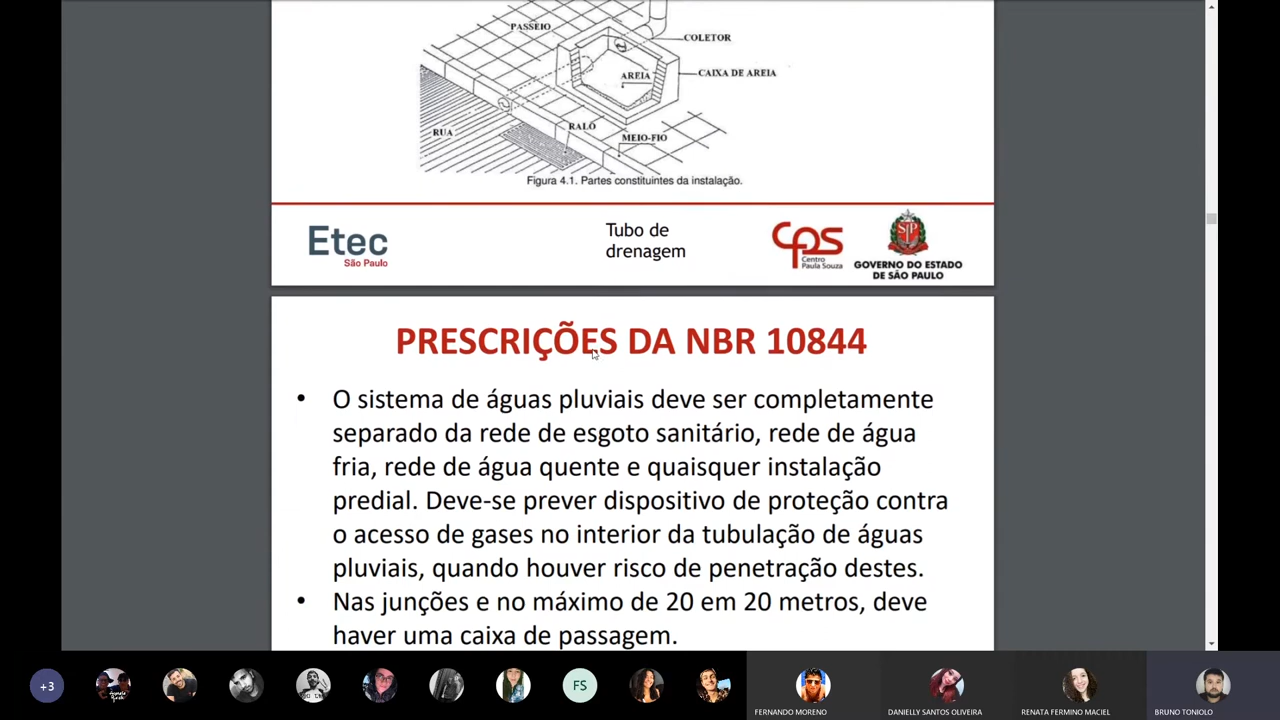 PASSEIO
COLETOR
AREIA
CAIXA DE AREIA
RUA
RALO
MEIO-FIO
Figura 4.1. Partes constituintes da instalação.
Etec
São Paulo
Tubo de
drenagem
CPS
Centro
Paula Souza
SP
GOVERNO DO ESTADO
DE SÃO PAULO
PRESCRIÇÕES DA NBR 10844
• O sistema de águas pluviais deve ser completamente
separado da rede de esgoto sanitário, rede de água
fria, rede de água quente e quaisquer instalação
predial. Deve-se prever dispositivo de proteção contra
o acesso de gases no interior da tubulação de águas
pluviais, quando houver risco de penetração destes.
• Nas junções e no máximo de 20 em 20 metros, deve
haver uma caixa de passagem.
+3
FS
FERNANDO MORENO
DANIELLY SANTOS OLIVEIRA
RENATA FERMINO MACIEL
BRUNO TONIOLO